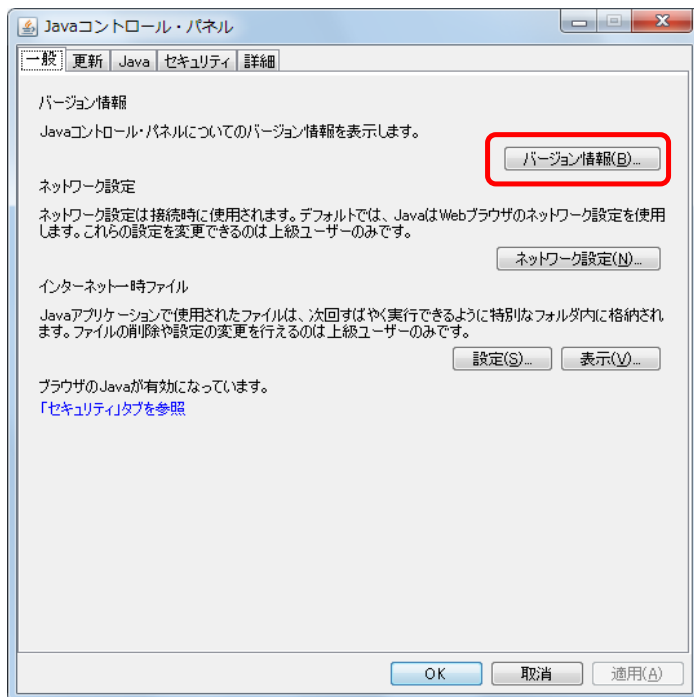 Javaコントロール・パネル
一般 更新 Java セキュリティ 詳細
バージョン情報
Javaコントロール・パネルについてのバージョン情報を表示します。
バージョン情報(B)...
ネットワーク設定
ネットワーク設定は接続時に使用されます。デフォルトでは、JavaはWebブラウザのネットワーク設定を使用
します。これらの設定を変更できるのは上級ユーザーのみです。
ネットワーク設定(N)...
インターネット一時ファイル
Javaアプリケーションで使用されたファイルは、次回すばやく実行できるように特別なフォルダ内に格納され
ます。ファイルの削除や設定の変更を行えるのは上級ユーザーのみです。
設定(S)... 表示(V)...
ブラウザのJavaが有効になっています。
「セキュリティ」タブを参照
OK 取消 適用(A)